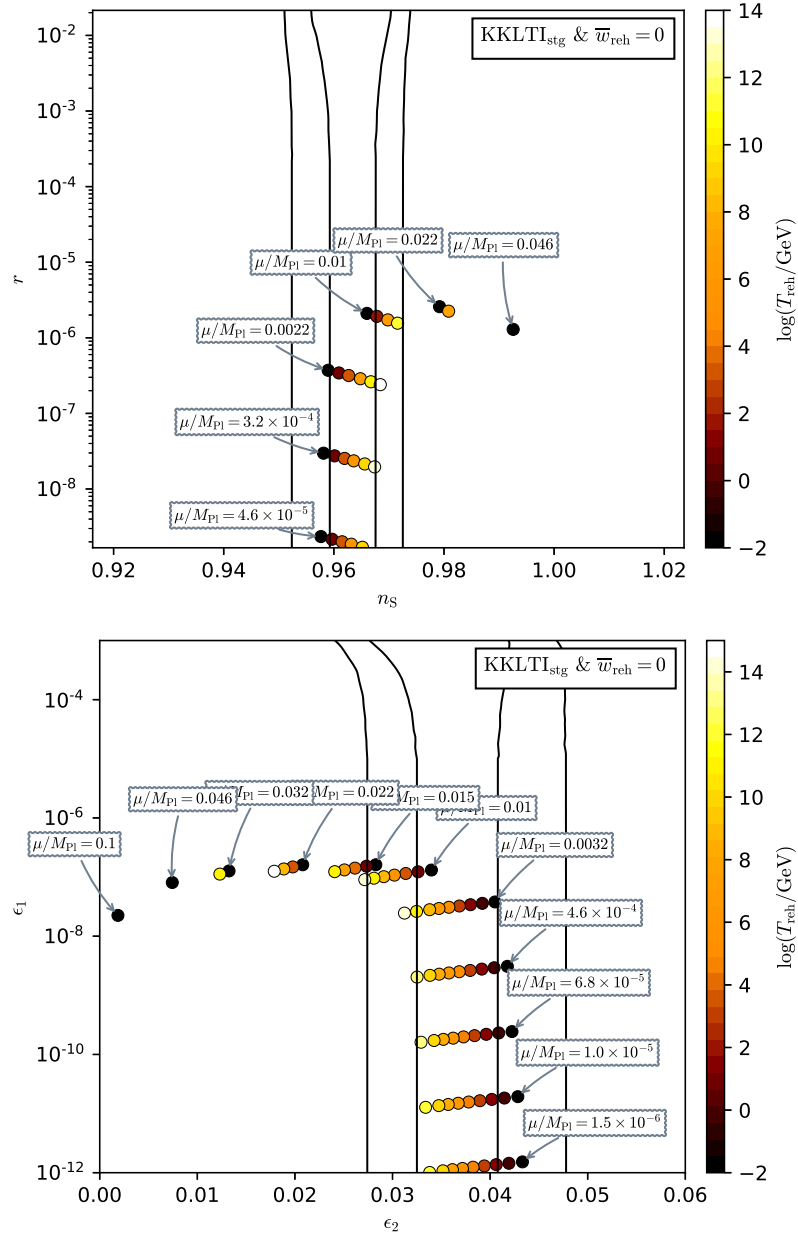 KKLTI_stg & w̅_reh = 0
10⁻²
10⁻³
10⁻⁴
10⁻⁵
10⁻⁶
10⁻⁷
10⁻⁸
r
μ/M_Pl = 0.022
μ/M_Pl = 0.046
μ/M_Pl = 0.01
μ/M_Pl = 0.0022
μ/M_Pl = 3.2 × 10⁻⁴
μ/M_Pl = 4.6 × 10⁻⁵
0.92 0.94 0.96 0.98 1.00 1.02
n_S
14
12
10
8
6
4
2
0
−2
log(T_reh/GeV)
KKLTI_stg & w̅_reh = 0
10⁻⁴
10⁻⁶
10⁻⁸
10⁻¹⁰
10⁻¹²
ϵ₁
μ/M_Pl = 0.1
μ/M_Pl = 0.046
M_Pl = 0.032
M_Pl = 0.022
M_Pl = 0.015
μ/M_Pl = 0.01
μ/M_Pl = 0.0032
μ/M_Pl = 4.6 × 10⁻⁴
μ/M_Pl = 6.8 × 10⁻⁵
μ/M_Pl = 1.0 × 10⁻⁵
μ/M_Pl = 1.5 × 10⁻⁶
0.00 0.01 0.02 0.03 0.04 0.05 0.06
ϵ₂
14
12
10
8
6
4
2
0
−2
log(T_reh/GeV)